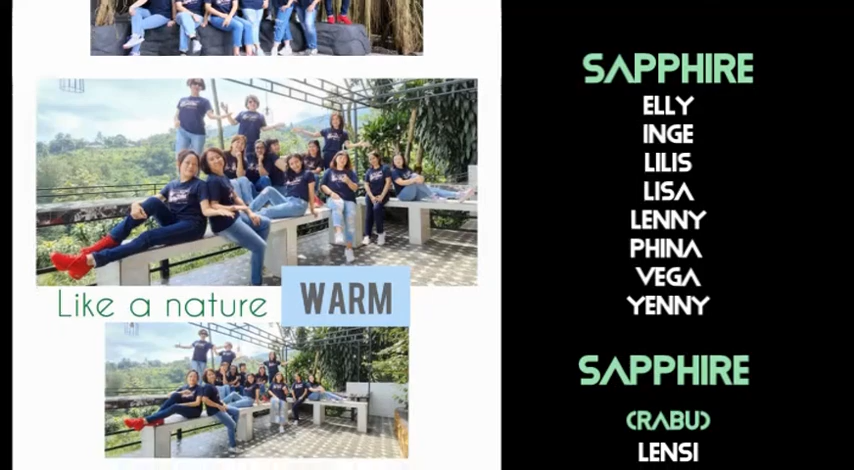 Like a nature
WARM
SAPPHIRE
ELLY
INGE
LILIS
LISA
LENNY
PHINA
VEGA
YENNY
SAPPHIRE
(RABU)
LENSI